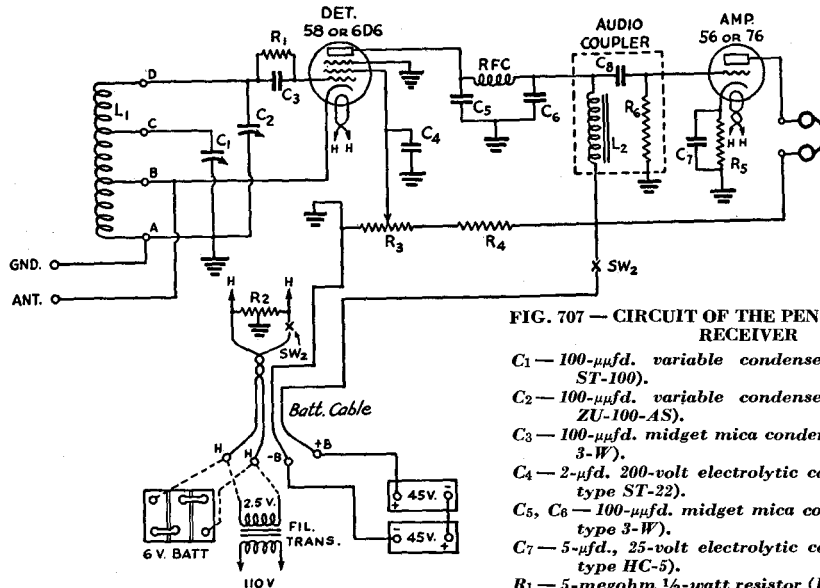 DET.
58 OR 6D6
AUDIO
COUPLER
AMP.
56 OR 76
R1
C3
D
L1
C
C1
C2
B
A
H H
C4
RFC
C5
C6
C8
R6
L2
C7
R5
H H
GND.
ANT.
R3
R4
SW2
H
R2
H
SW2
Batt. Cable
H
H
-B
+B
2.5 V.
FIL.
TRANS.
6 V. BATT
110 V
+ 45 V. -
- 45 V. +
FIG. 707 — CIRCUIT OF THE PEN
RECEIVER
C1 — 100-μμfd. variable condense
ST-100).
C2 — 100-μμfd. variable condense
ZU-100-AS).
C3 — 100-μμfd. midget mica conden
3-W).
C4 — 2-μfd. 200-volt electrolytic c
type ST-22).
C5, C6 — 100-μμfd. midget mica co
type 3-W).
C7 — 5-μfd., 25-volt electrolytic c
type HC-5).
R1 — 5-megohm ½-watt resistor (